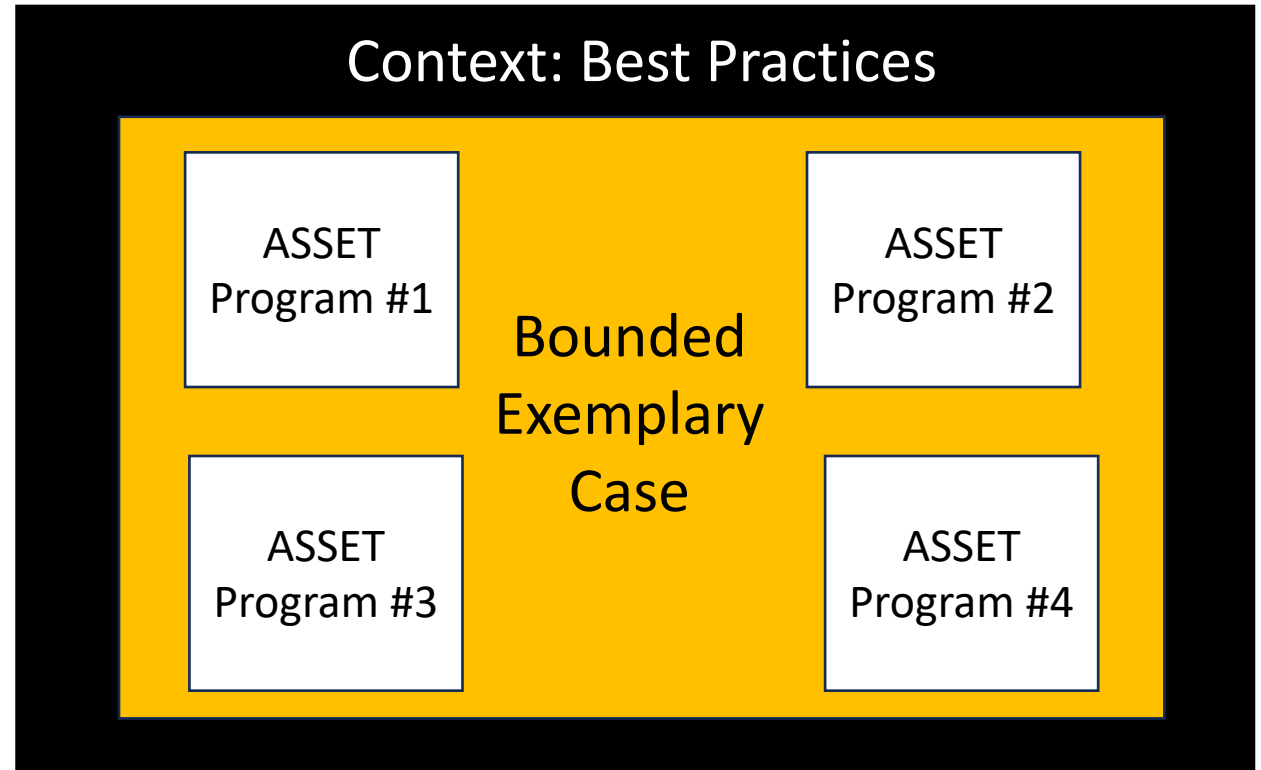 Context: Best Practices
ASSET
Program #1
ASSET
Program #2
Bounded
Exemplary
Case
ASSET
Program #3
ASSET
Program #4